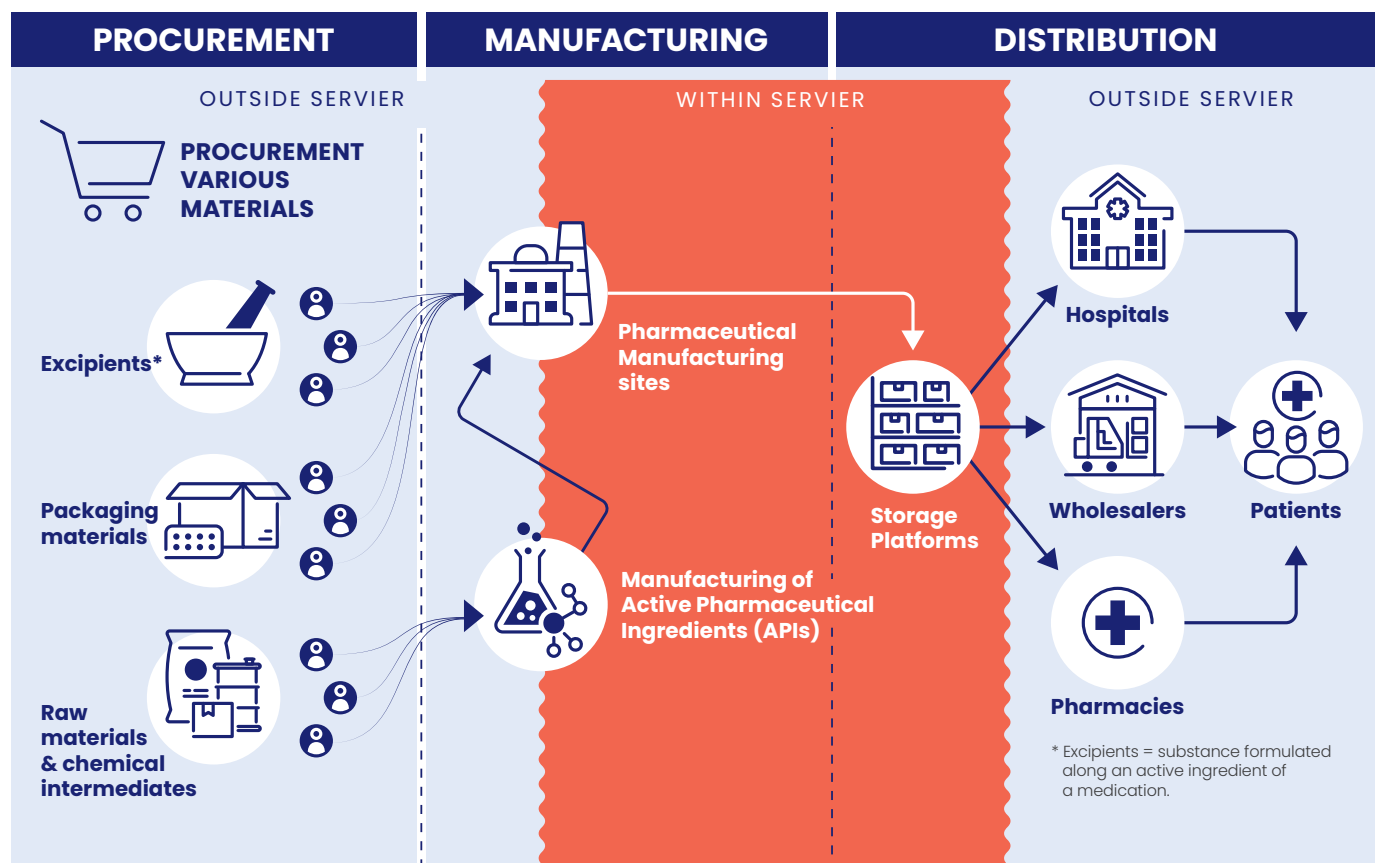 PROCUREMENT
MANUFACTURING
DISTRIBUTION
OUTSIDE SERVIER
WITHIN SERVIER
OUTSIDE SERVIER
PROCUREMENT
VARIOUS
MATERIALS
Excipients*
Packaging
materials
Raw
materials
& chemical
intermediates
Pharmaceutical
Manufacturing
sites
Manufacturing of
Active Pharmaceutical
Ingredients (APIs)
Storage
Platforms
Hospitals
Wholesalers
Patients
Pharmacies
* Excipients = substance formulated
along an active ingredient of
a medication.